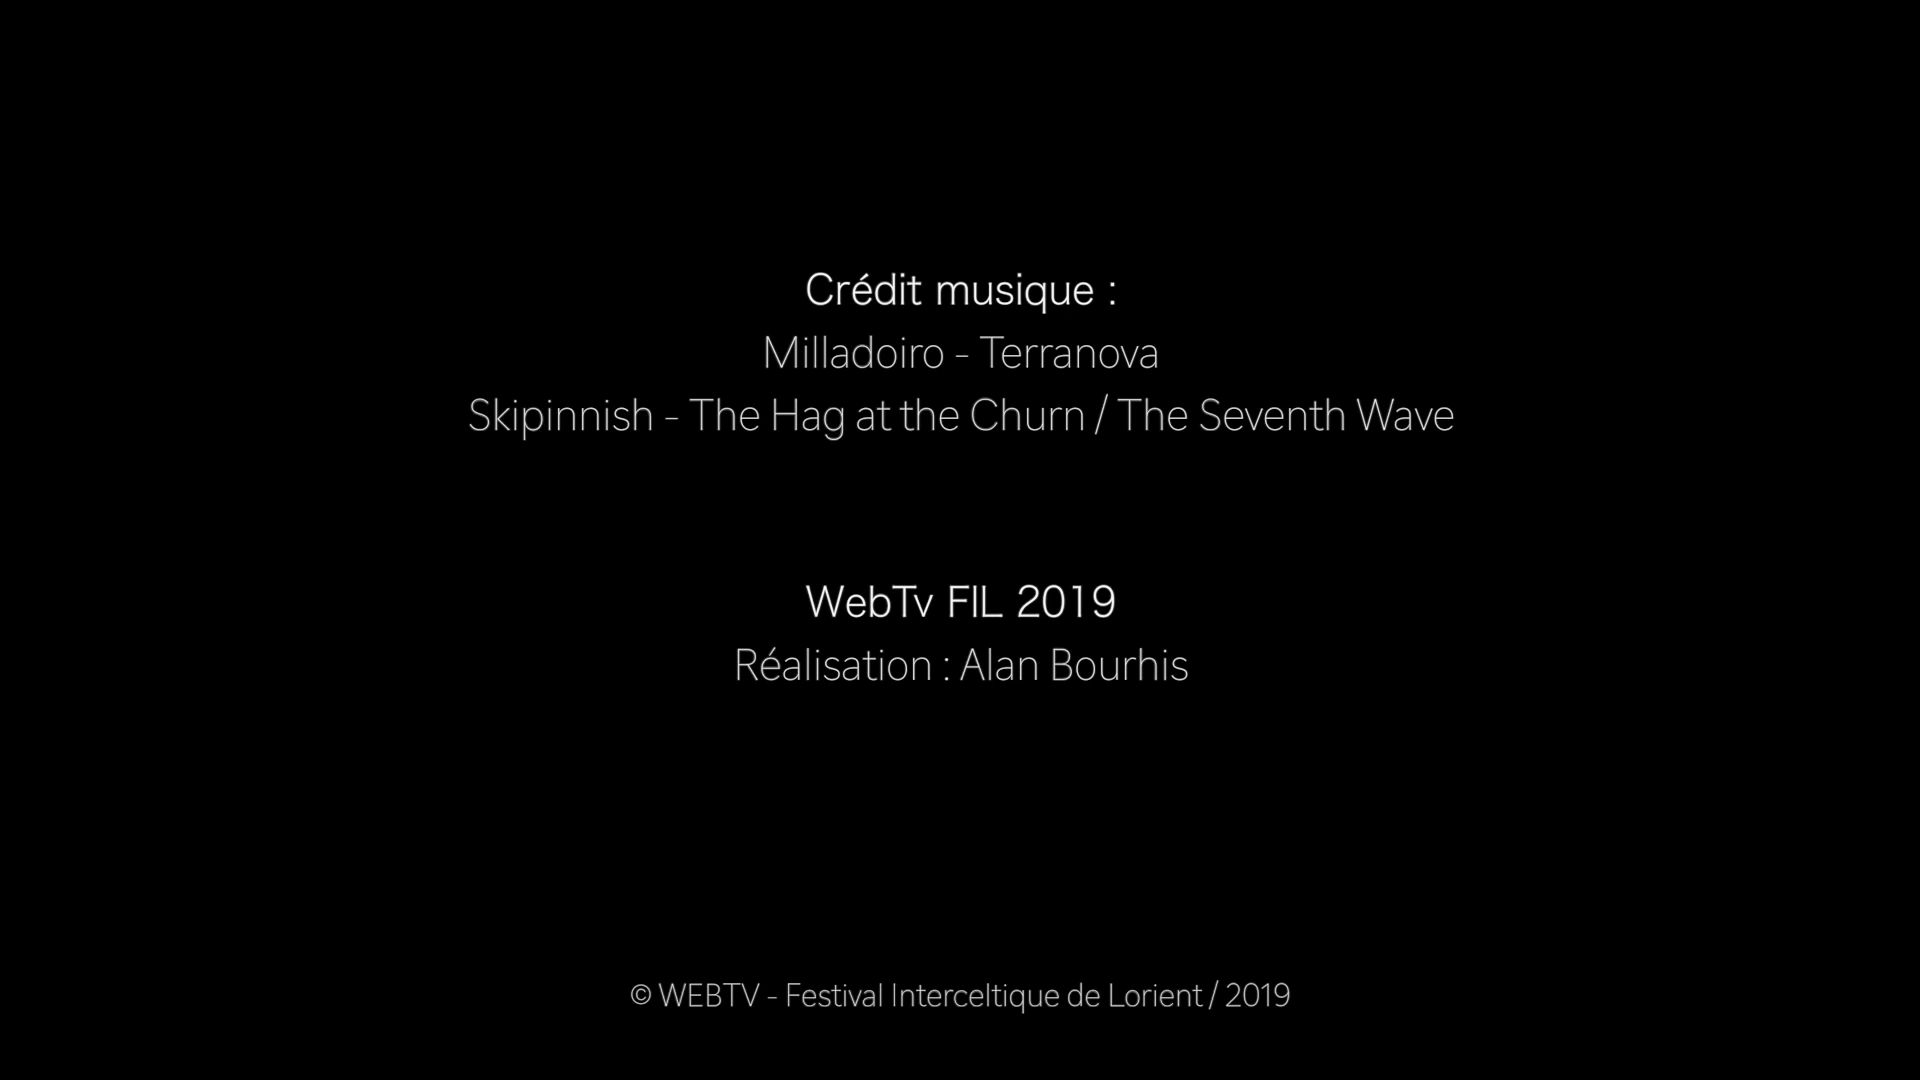 Crédit musique :
Milladoiro - Terranova
Skipinnish - The Hag at the Churn / The Seventh Wave
WebTv FIL 2019
Réalisation : Alan Bourhis
© WEBTV - Festival Interceltique de Lorient / 2019